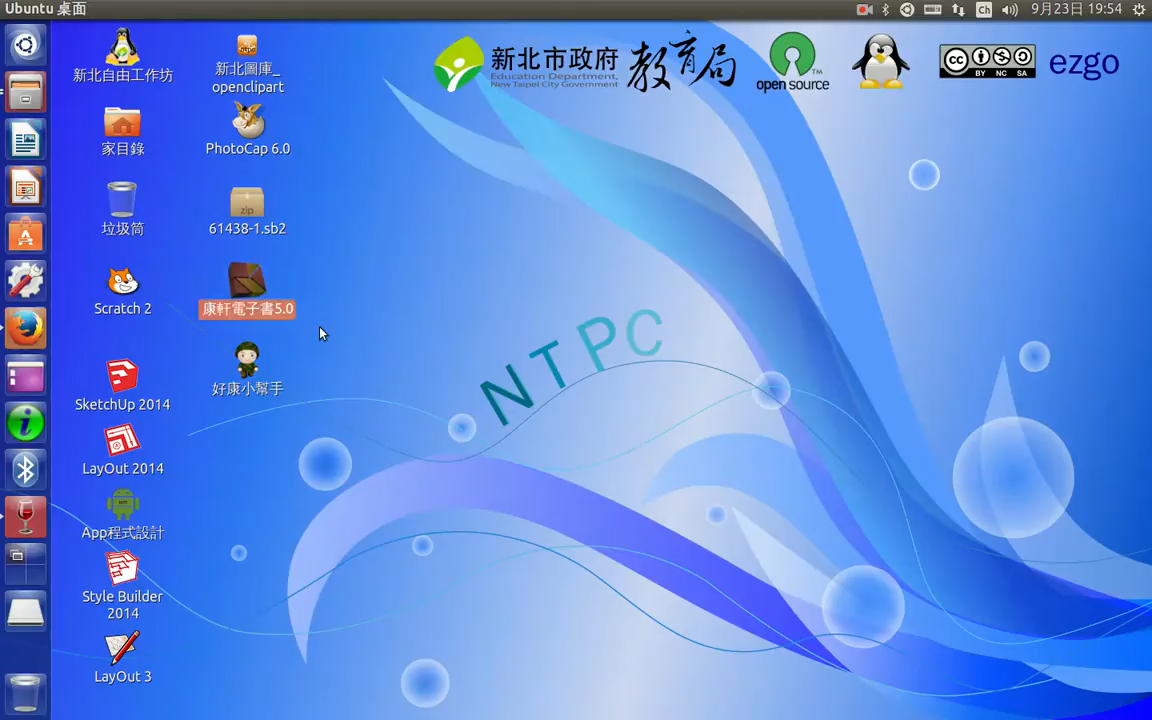 Ubuntu 桌面
Ch
9月23日 19:54
新北市政府
Education Department,
New Taipei City Government
教育局
open source
TM
cc
BY NC SA
ezgo
新北自由工作坊
新北圖庫_
openclipart
家目錄
PhotoCap 6.0
垃圾筒
zip
61438-1.sb2
Scratch 2
康軒電子書5.0
SketchUp 2014
好康小幫手
LayOut 2014
App程式設計
Style Builder
2014
LayOut 3
NTPC